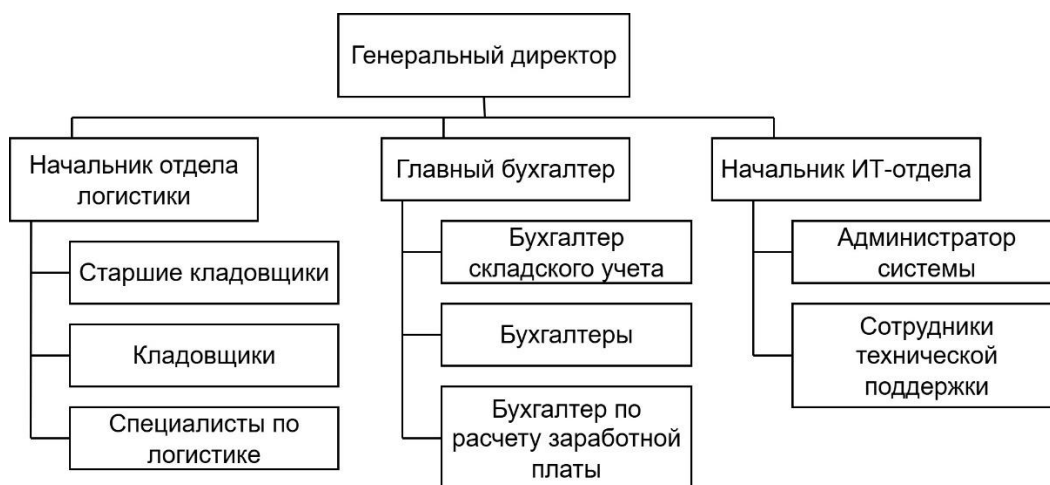 Генеральный директор
Начальник отдела
логистики
Главный бухгалтер
Начальник ИТ-отдела
Старшие кладовщики
Кладовщики
Специалисты по
логистике
Бухгалтер
складского учета
Бухгалтеры
Бухгалтер по
расчету заработной
платы
Администратор
системы
Сотрудники
технической
поддержки